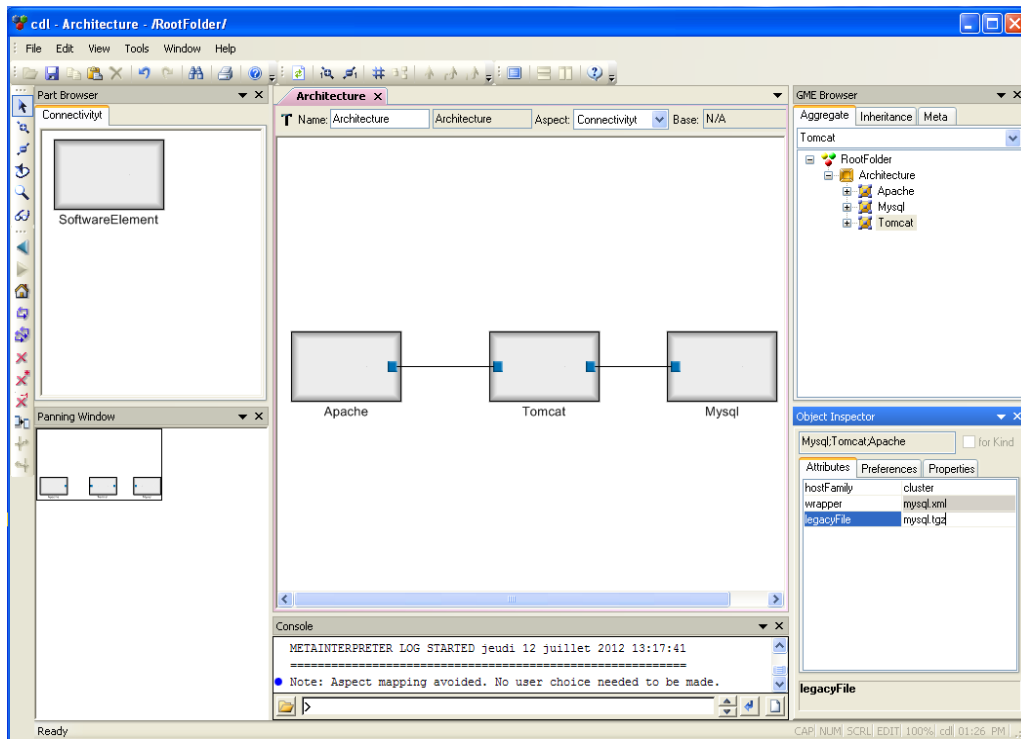 cdl - Architecture - /RootFolder/
File Edit View Tools Window Help
Part Browser
Connectivityt
SoftwareElement
Panning Window
Architecture
Name: Architecture Architecture Aspect: Connectivityt Base: N/A
Apache Tomcat Mysql
Console
METAINTERPRETER LOG STARTED jeudi 12 juillet 2012 13:17:41
==========================================================
Note: Aspect mapping avoided. No user choice needed to be made.
>
GME Browser
Aggregate Inheritance Meta
Tomcat
RootFolder
Architecture
Apache
Mysql
Tomcat
Object Inspector
Mysql;Tomcat;Apache for Kind
Attributes Preferences Properties
hostFamily cluster
wrapper mysql.xml
legacyFile mysql.tgz
legacyFile
Ready CAP NUM SCRL EDIT 100% cdl 01:26 PM